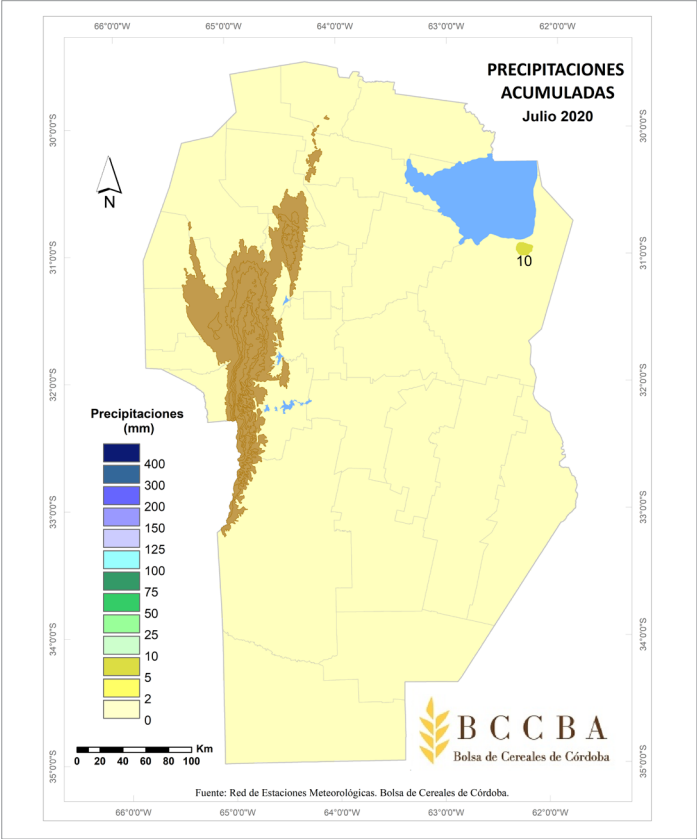 66°0'0"W 65°0'0"W 64°0'0"W 63°0'0"W 62°0'0"W
PRECIPITACIONES
ACUMULADAS
Julio 2020
30°0'0"S
30°0'0"S
N
31°0'0"S
31°0'0"S
10
32°0'0"S
32°0'0"S
Precipitaciones
(mm)
400
300
200
150
125
100
75
50
25
10
5
2
0
33°0'0"S
33°0'0"S
34°0'0"S
34°0'0"S
35°0'0"S
35°0'0"S
BCCBA
Bolsa de Cereales de Córdoba
Km
0 20 40 60 80 100
Fuente: Red de Estaciones Meteorológicas. Bolsa de Cereales de Córdoba.
66°0'0"W 65°0'0"W 64°0'0"W 63°0'0"W 62°0'0"W